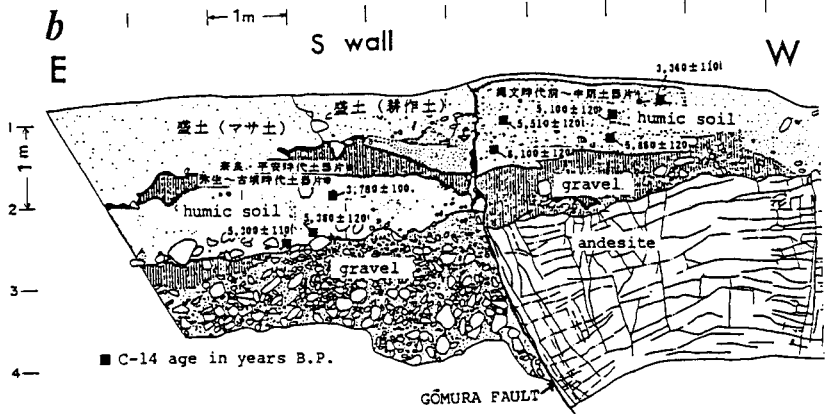 b
1m
S wall
E
W
3,340±110
縄文時代前〜中期土器片
盛土(耕作土)
5,100±120
盛土(マサ土)
5,510±120
humic soil
5,850±120
1
1m
6,100±120
奈良・平安時代土器片
弥生〜古墳時代土器片
3,780±100
gravel
2
humic soil
5,380±120
5,300±110
andesite
gravel
3
■ C-14 age in years B.P.
4
GŌMURA FAULT